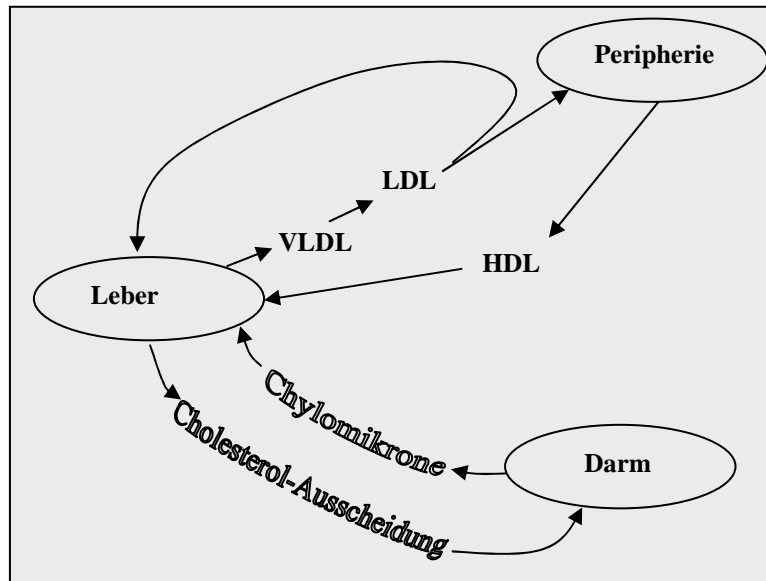 Peripherie
LDL
VLDL
HDL
Leber
Chylomikrone
Cholesterol-Ausscheidung
Darm